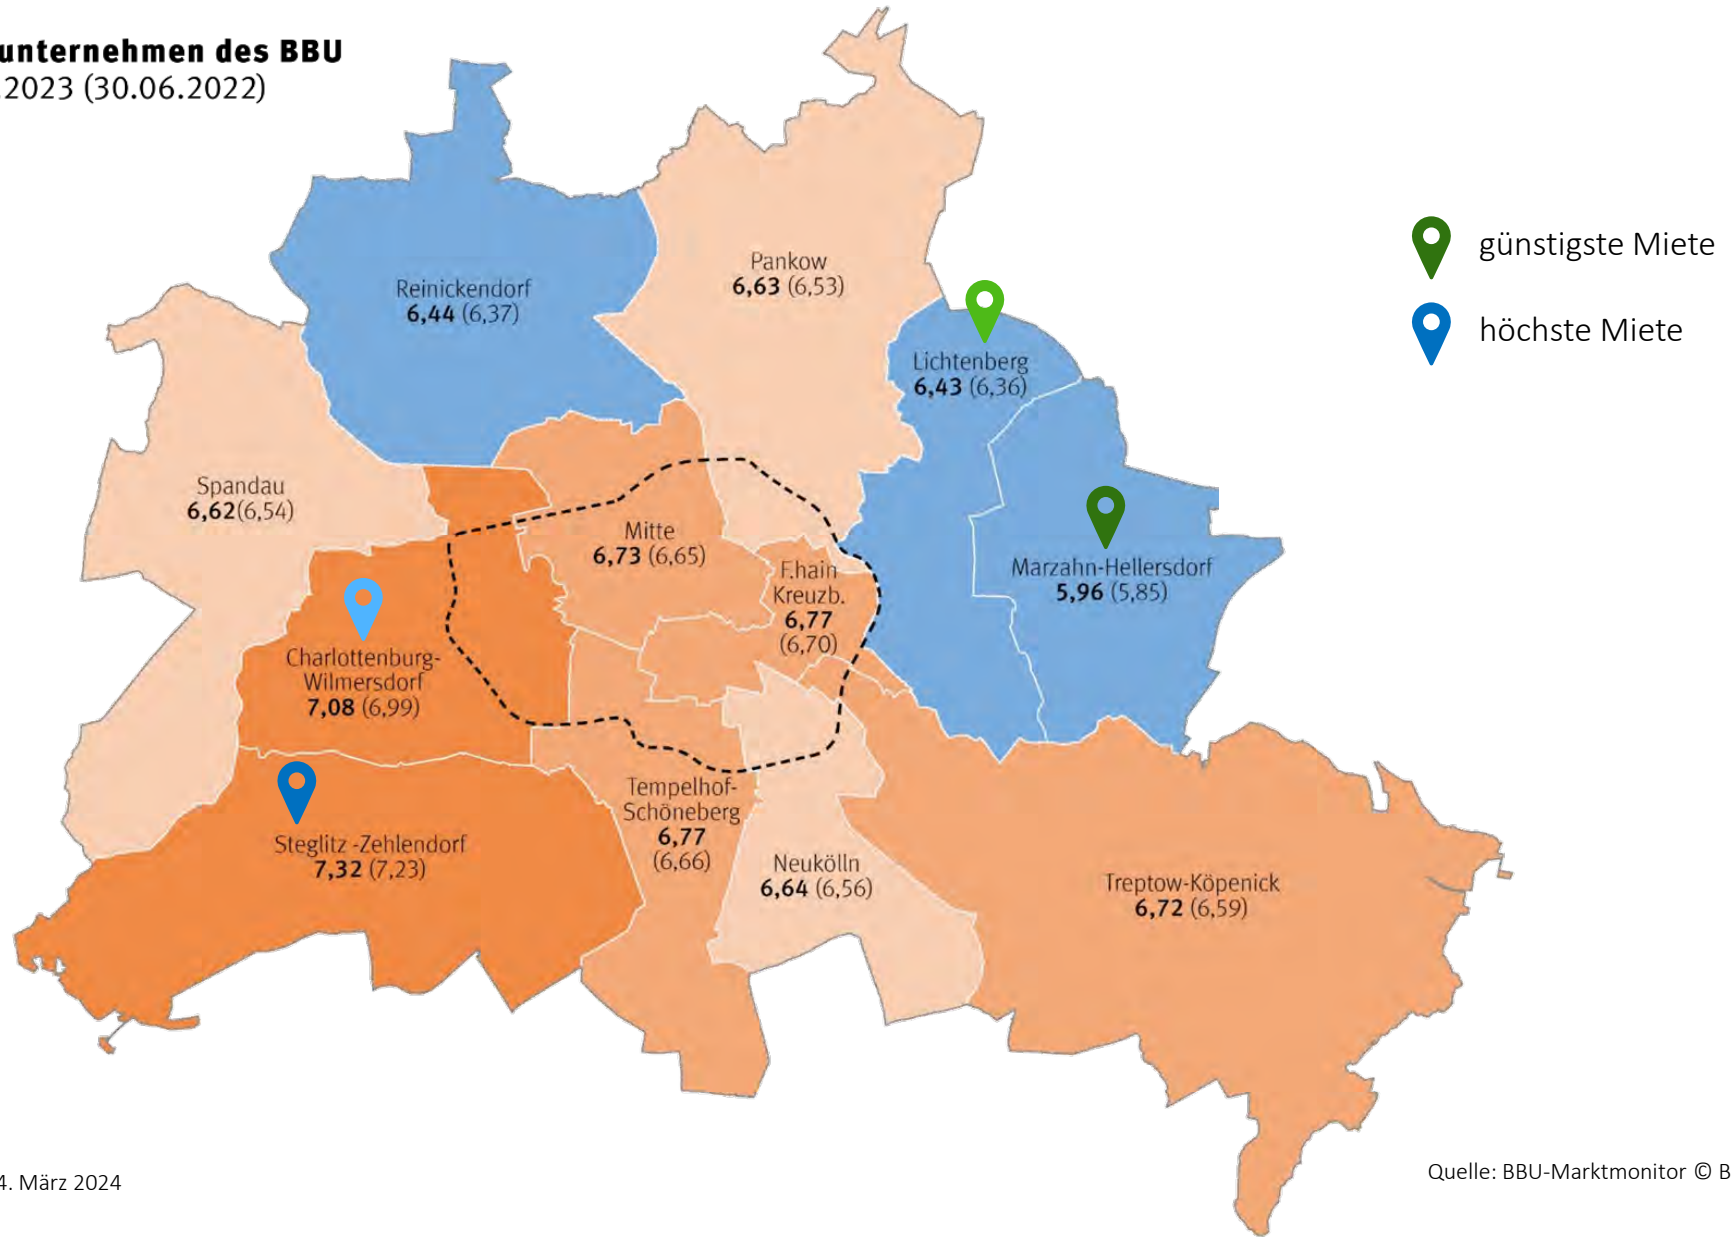 unternehmen des BBU
.2023 (30.06.2022)
günstigste Miete
höchste Miete
Pankow
6,63 (6,53)
Reinickendorf
6,44 (6,37)
Lichtenberg
6,43 (6,36)
Spandau
6,62(6,54)
Mitte
6,73 (6,65)
F.hain
Kreuzb.
6,77
(6,70)
Marzahn-Hellersdorf
5,96 (5,85)
Charlottenburg-
Wilmersdorf
7,08 (6,99)
Steglitz -Zehlendorf
7,32 (7,23)
Tempelhof-
Schöneberg
6,77
(6,66)
Neukölln
6,64 (6,56)
Treptow-Köpenick
6,72 (6,59)
4. März 2024
Quelle: BBU-Marktmonitor © B